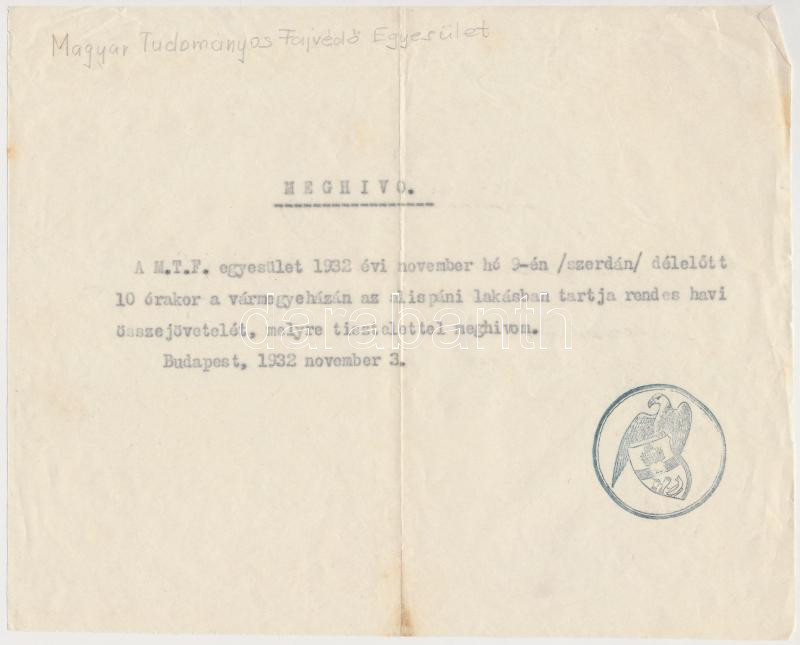 Magyar Tudományos Fajvédő Egyesület
MEGHIVO.
A M.T.F. egyesület 1932 évi november hó 9-én /szerdán/ délelőtt
10 órakor a vármegyeházán az alispáni lakásban tartja rendes havi
összejövetelét, melyre tisztelettel meghivom.
Budapest, 1932 november 3.
darabanth